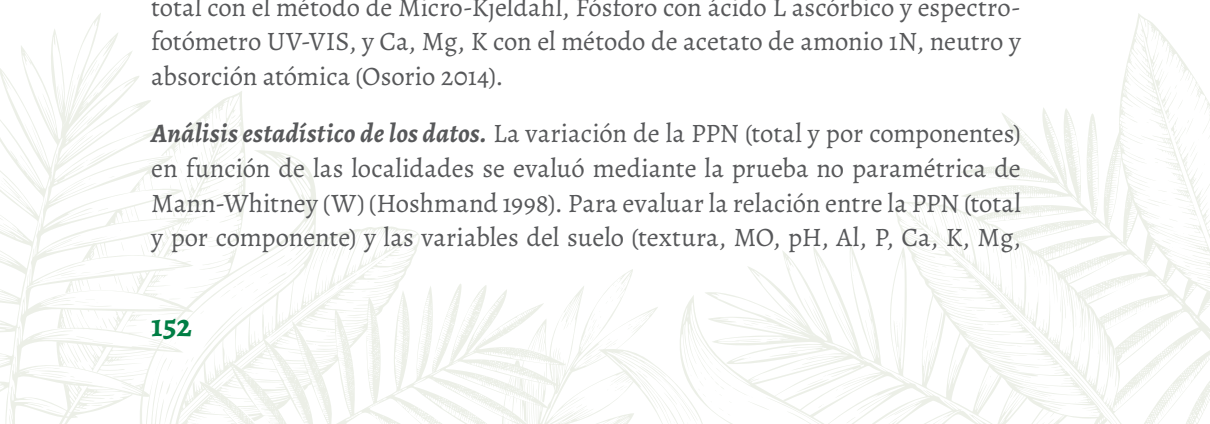 total con el método de Micro-Kjeldahl, Fósforo con ácido L ascórbico y espectro-
fotómetro UV-VIS, y Ca, Mg, K con el método de acetato de amonio 1N, neutro y
absorción atómica (Osorio 2014).
Análisis estadístico de los datos. La variación de la PPN (total y por componentes)
en función de las localidades se evaluó mediante la prueba no paramétrica de
Mann-Whitney (W) (Hoshmand 1998). Para evaluar la relación entre la PPN (total
y por componente) y las variables del suelo (textura, MO, pH, Al, P, Ca, K, Mg,
152